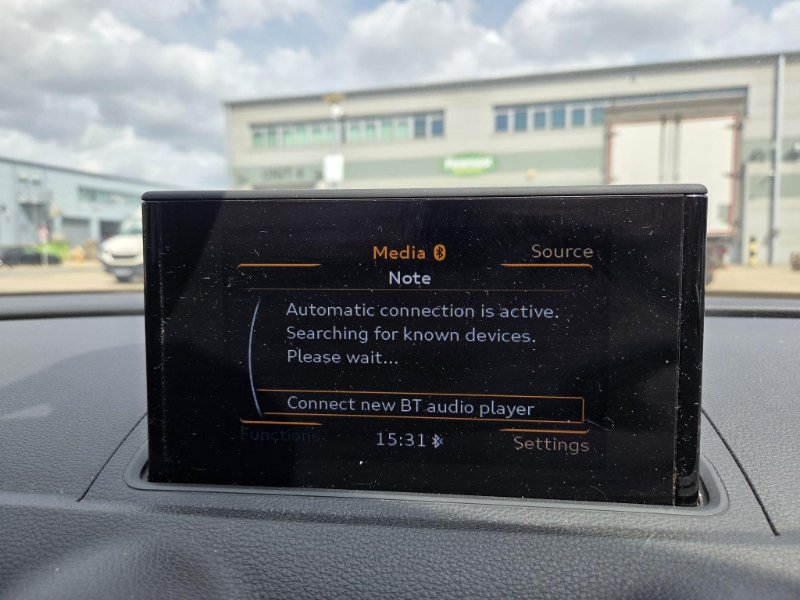 Media
Source
Note
Automatic connection is active.
Searching for known devices.
Please wait...
Connect new BT audio player
Functions
15:31
Settings